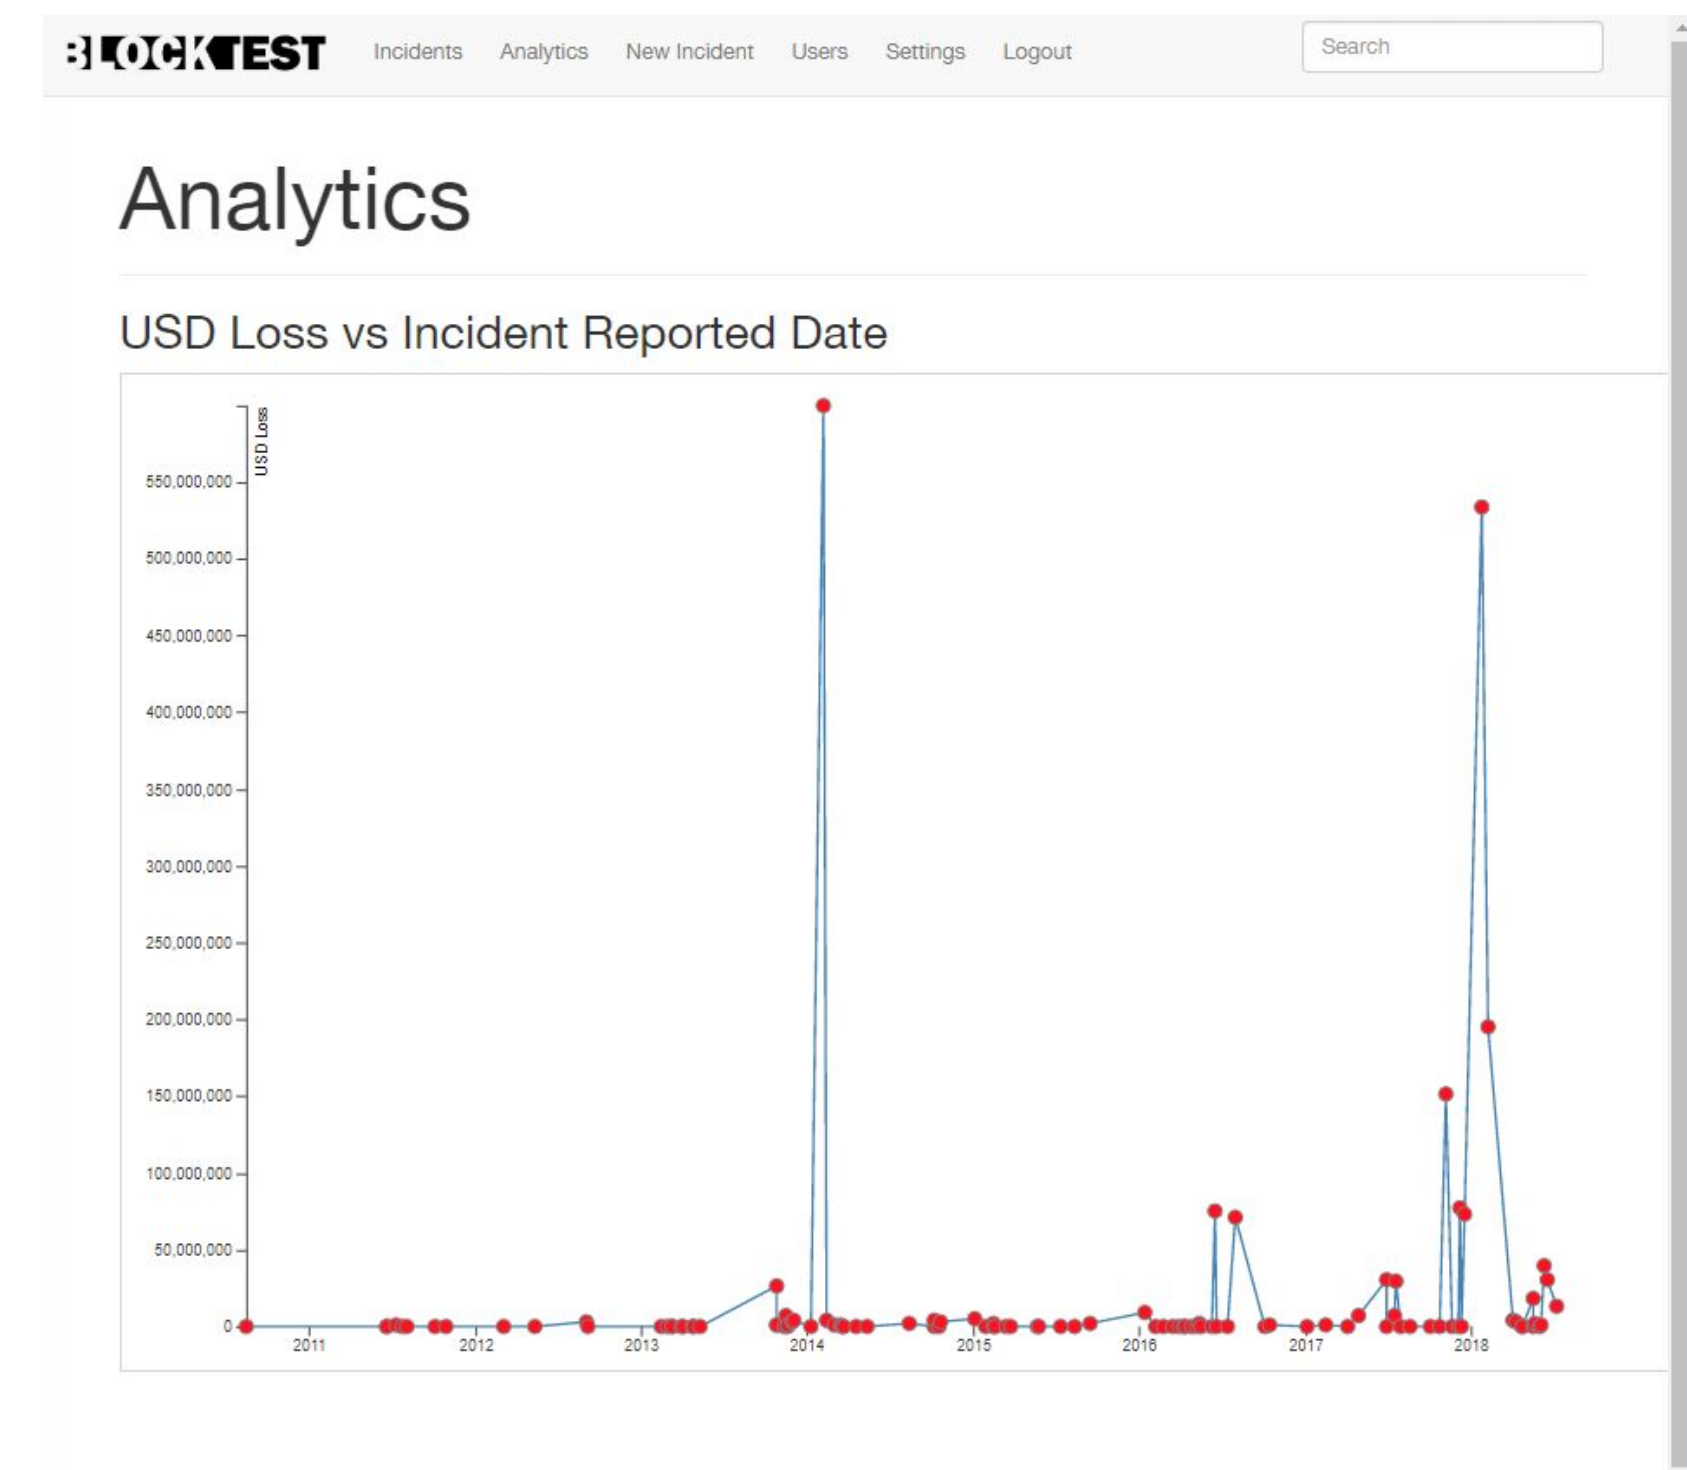 BLOCKTEST Incidents Analytics New Incident Users Settings Logout Search
Analytics
USD Loss vs Incident Reported Date
USD Loss
550,000,000
500,000,000
450,000,000
400,000,000
350,000,000
300,000,000
250,000,000
200,000,000
150,000,000
100,000,000
50,000,000
0
2011 2012 2013 2014 2015 2016 2017 2018